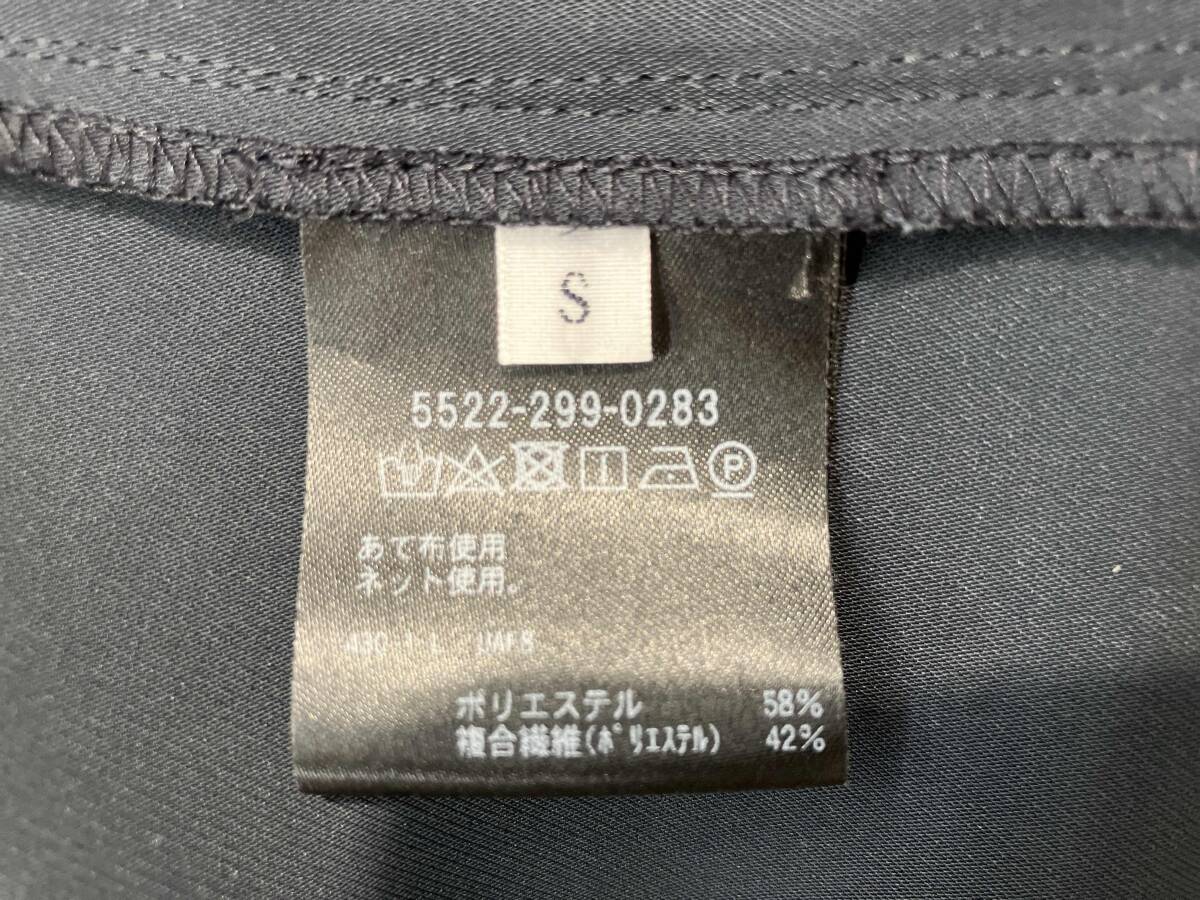 S
5522-299-0283
P
あて布使用
ネット使用。
ポリエステル 58%
複合繊維(ﾎﾟﾘｴｽﾃﾙ) 42%